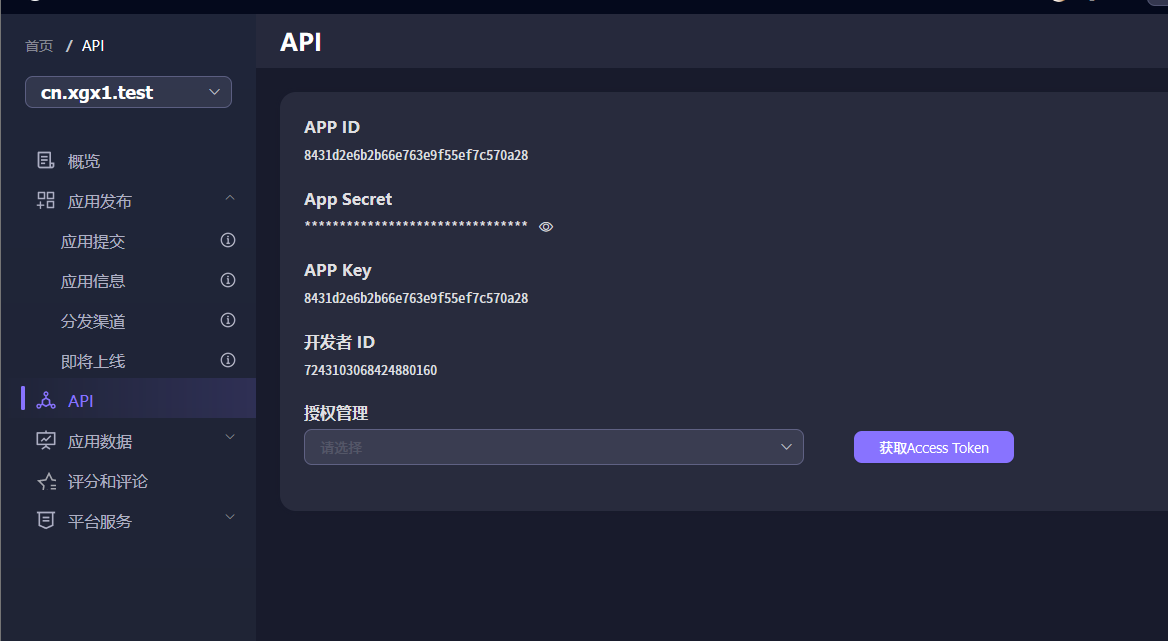 首页 / API
cn.xgx1.test
概览
应用发布
应用提交
应用信息
分发渠道
即将上线
API
应用数据
评分和评论
平台服务
API
APP ID
8431d2e6b2b66e763e9f55ef7c570a28
App Secret
********************************
APP Key
8431d2e6b2b66e763e9f55ef7c570a28
开发者 ID
7243103068424880160
授权管理
请选择
获取Access Token